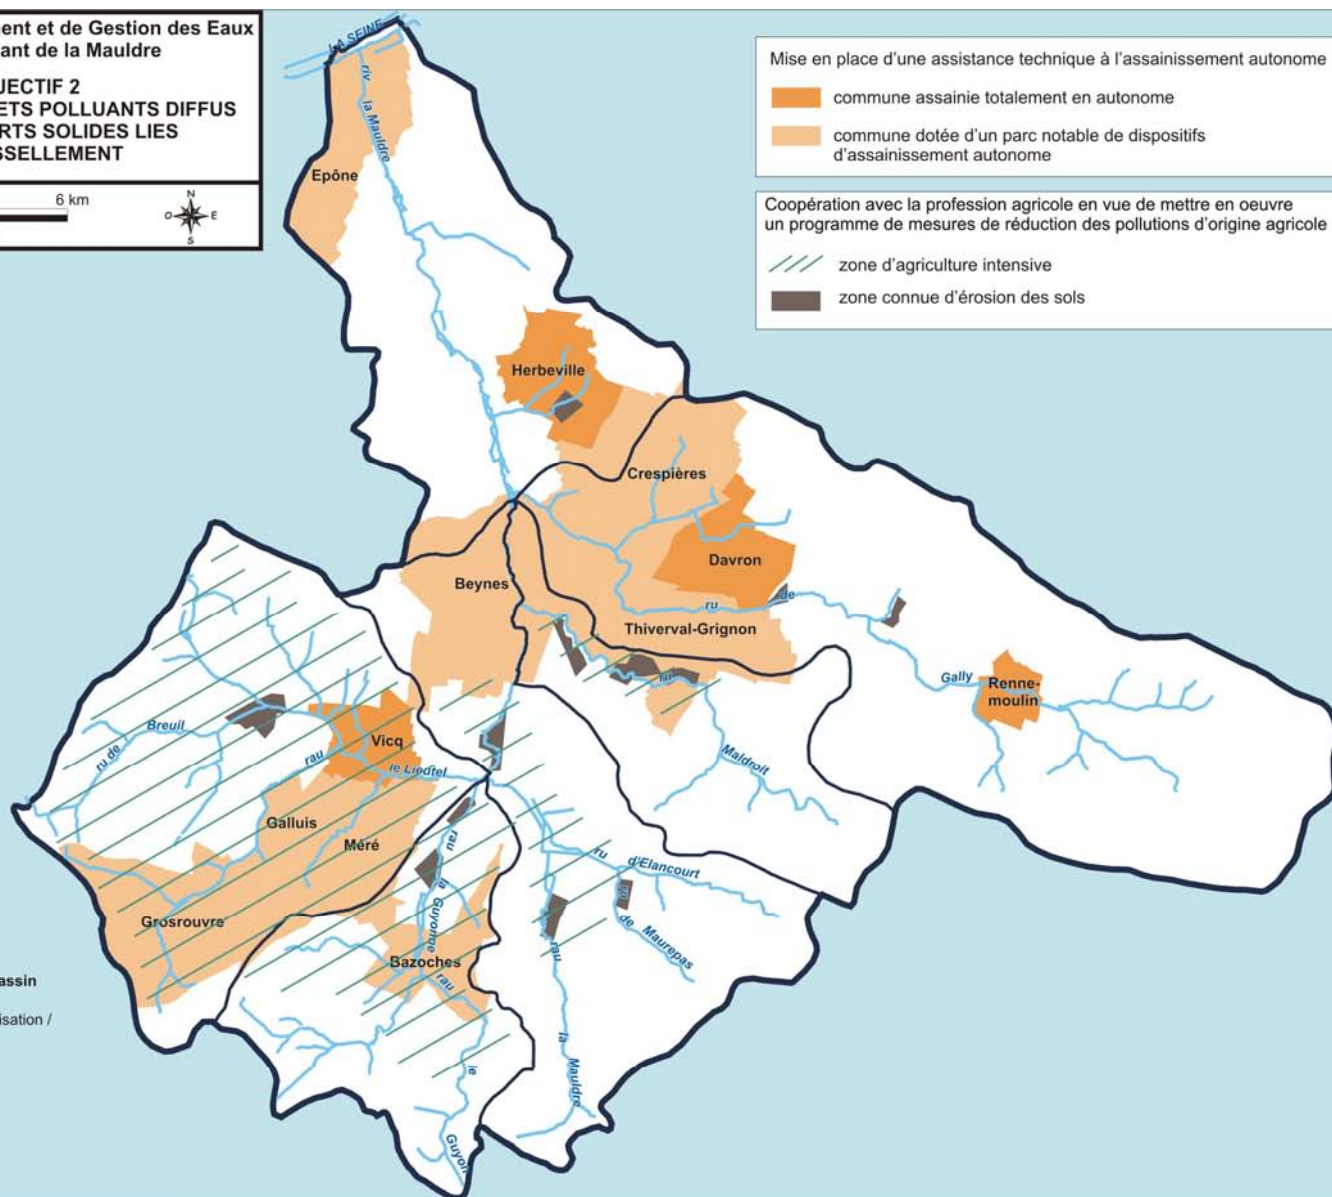 ent et de Gestion des Eaux
ant de la Mauldre
JECTIF 2
ETS POLLUANTS DIFFUS
RTS SOLIDES LIES
SSELLEMENT
6 km
N
O
E
S
Mise en place d'une assistance technique à l'assainissement autonome
commune assainie totalement en autonome
commune dotée d'un parc notable de dispositifs
d'assainissement autonome
Coopération avec la profession agricole en vue de mettre en oeuvre
un programme de mesures de réduction des pollutions d'origine agricole
zone d'agriculture intensive
zone connue d'érosion des sols
LA SEINE
riv
la Mauldre
Epône
Herbeville
Crespières
Davron
Beynes
ru
de
Thiverval-Grignon
Gally
Renne-
moulin
ru
Maldroit
Breuil
ru de
Vicq
rau
le Lieutel
Galluis
Méré
rau
la
Guyonne
ru
d'Elancourt
ru
de
Maurepas
Grosrouvre
Bazoches
rau
rau
la
Mauldre
le
Guyon
assin
isation /